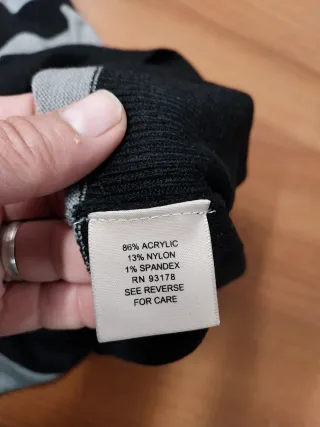 86% ACRYLIC
13% NYLON
1% SPANDEX
RN 93178
SEE REVERSE
FOR CARE